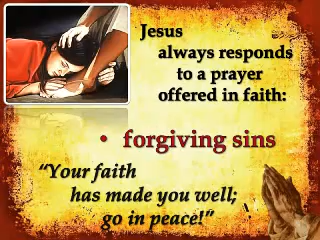 Jesus
always responds
to a prayer
offered in faith:
• forgiving sins
“Your faith
has made you well;
go in peace!”